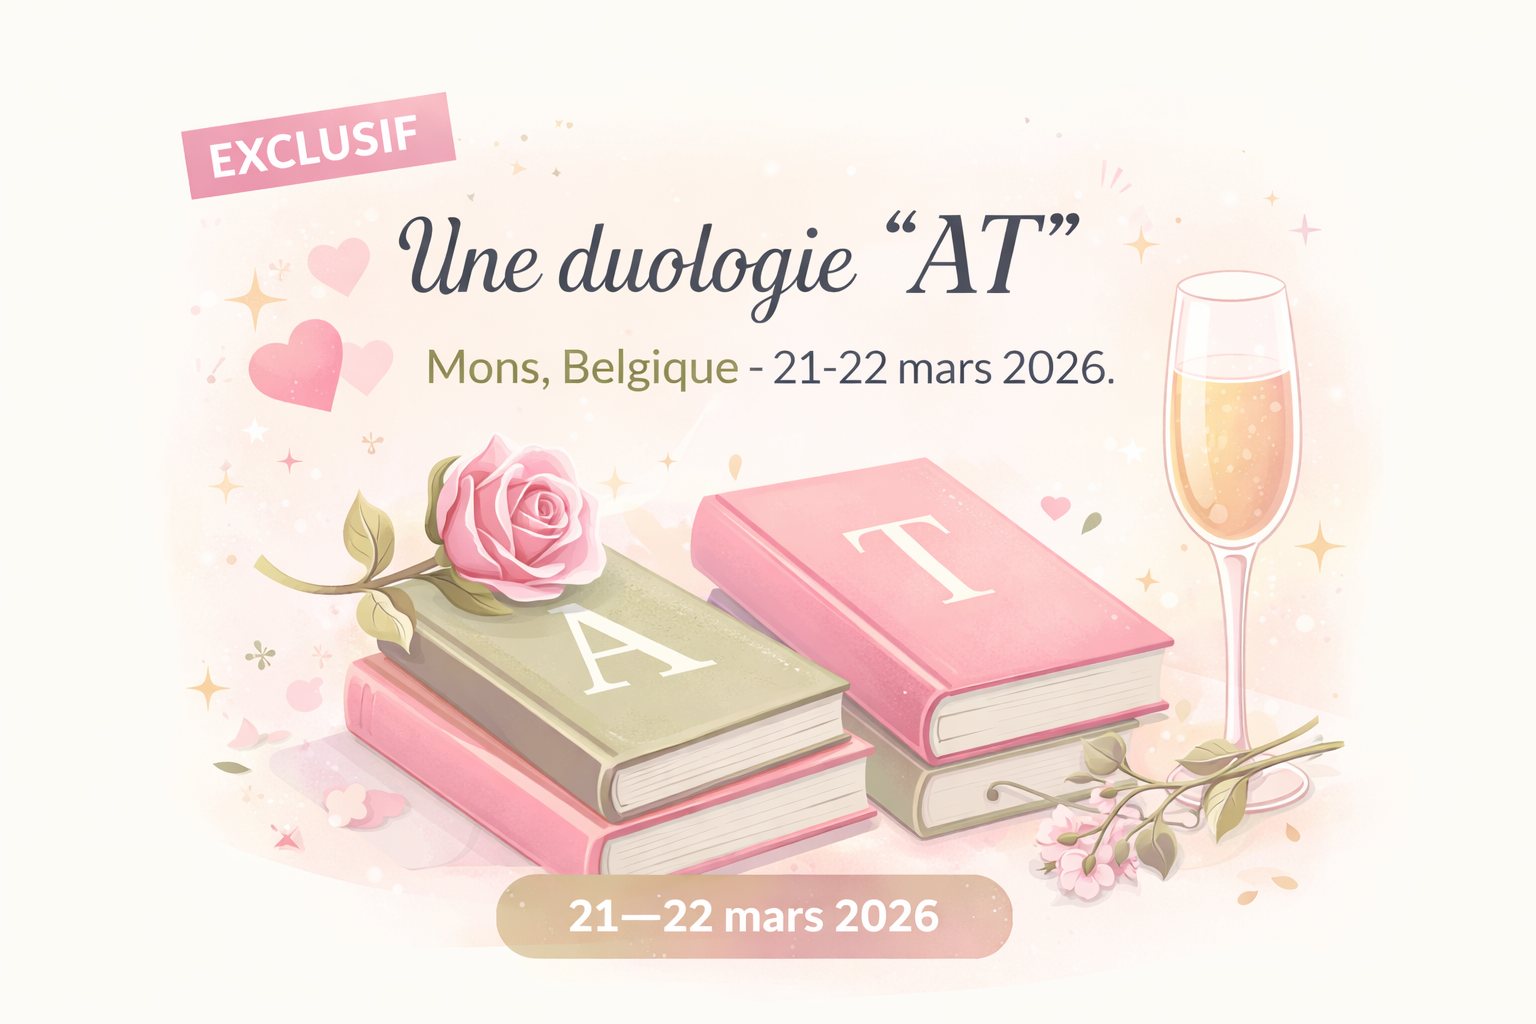 EXCLUSIF
Une duologie “AT”
Mons, Belgique - 21-22 mars 2026.
A
T
21—22 mars 2026